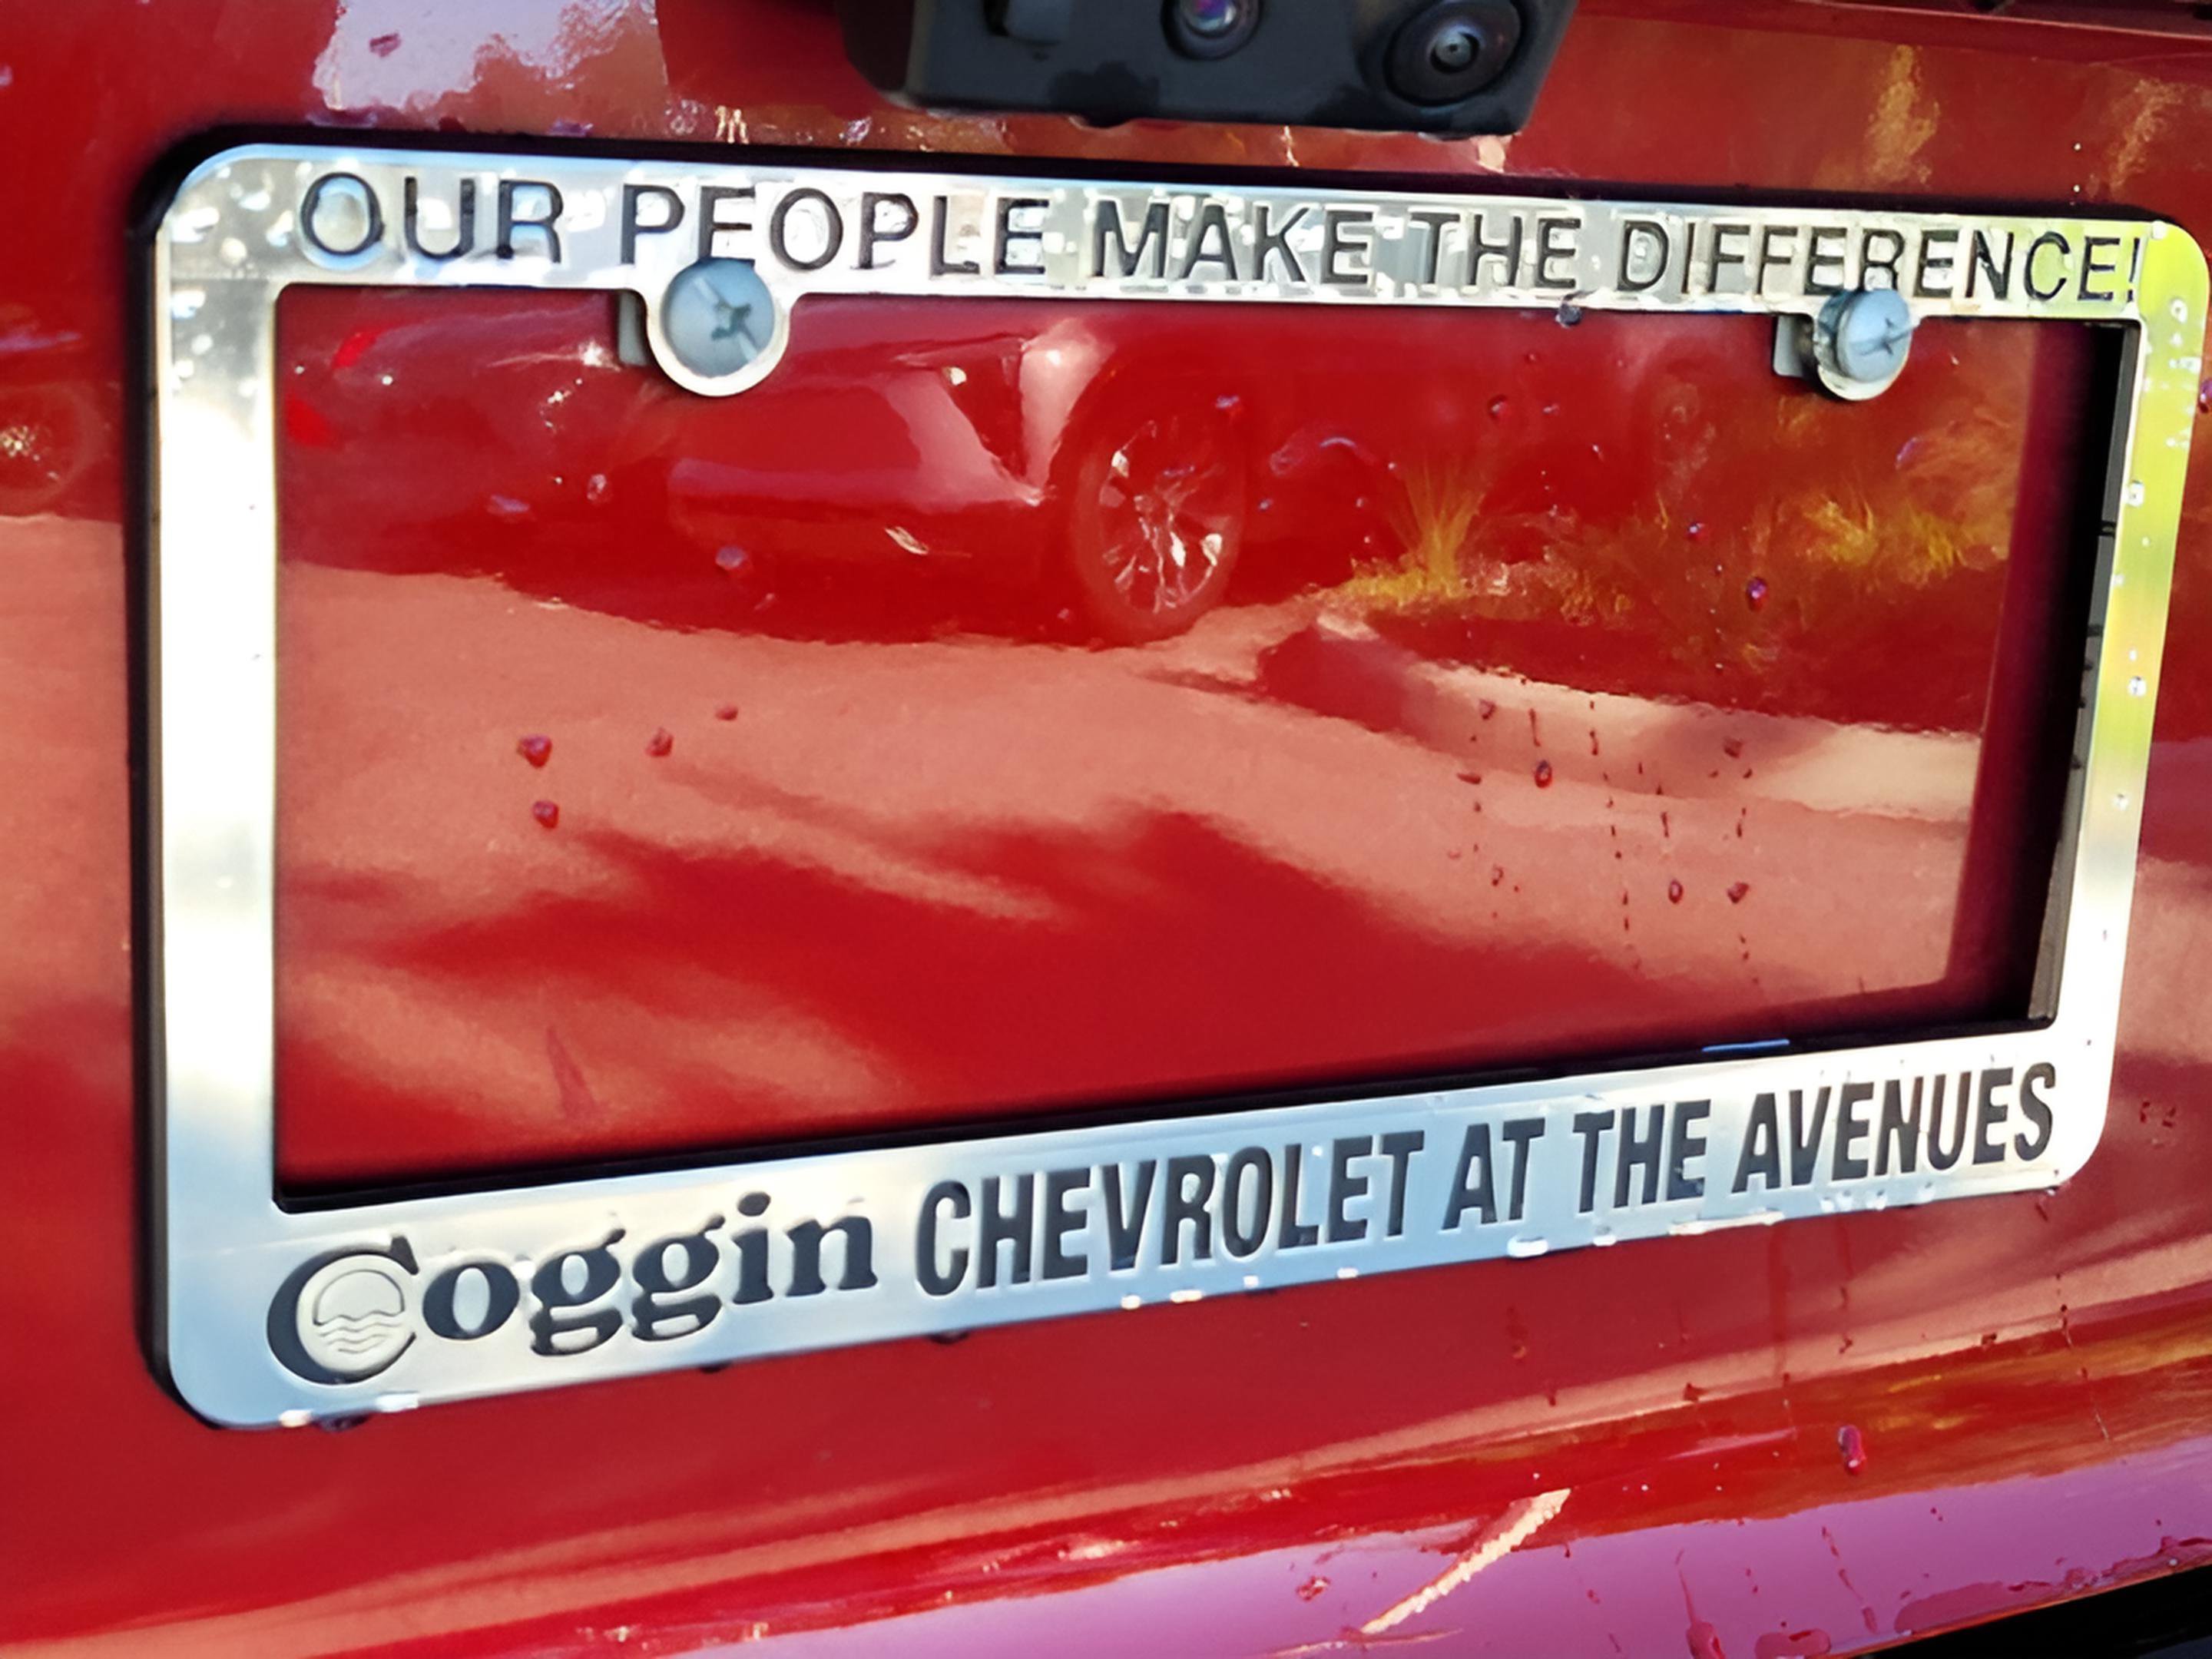 OUR PEOPLE MAKE THE DIFFERENCE!
Coggin CHEVROLET AT THE AVENUES